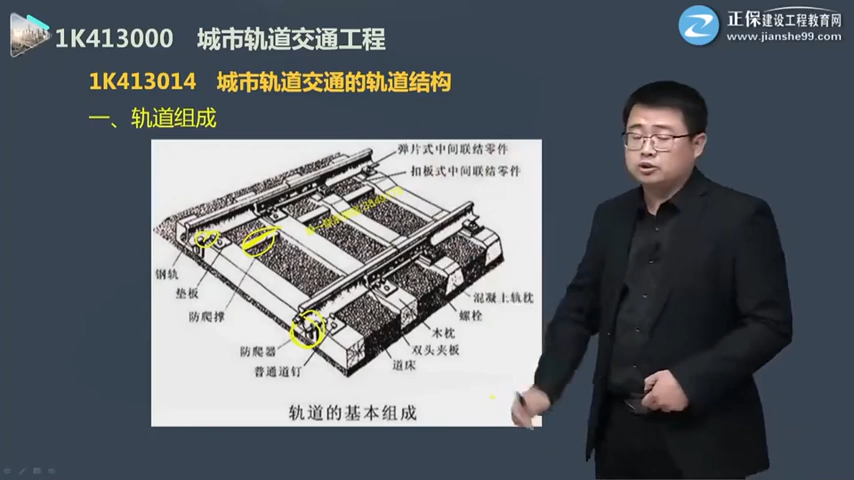 1K413000 城市轨道交通工程
正保建设工程教育网
www.jianshe99.com
1K413014 城市轨道交通的轨道结构
一、轨道组成
弹片式中间联结零件
扣板式中间联结零件
钢轨
垫板
防爬撑
防爬器
普通道钉
混凝土轨枕
螺栓
木枕
双头夹板
道床
轨道的基本组成